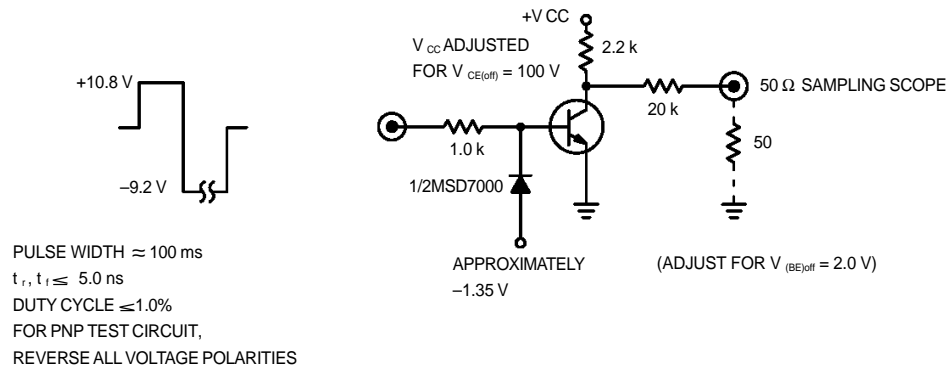 +V CC
V CC ADJUSTED
FOR V CE(off) = 100 V
2.2 k
+10.8 V
50 Ω SAMPLING SCOPE
20 k
1.0 k
50
–9.2 V
1/2MSD7000
PULSE WIDTH ≈ 100 ms
t r, t f ≤ 5.0 ns
DUTY CYCLE ≤1.0%
FOR PNP TEST CIRCUIT,
REVERSE ALL VOLTAGE POLARITIES
APPROXIMATELY
–1.35 V
(ADJUST FOR V (BE)off = 2.0 V)